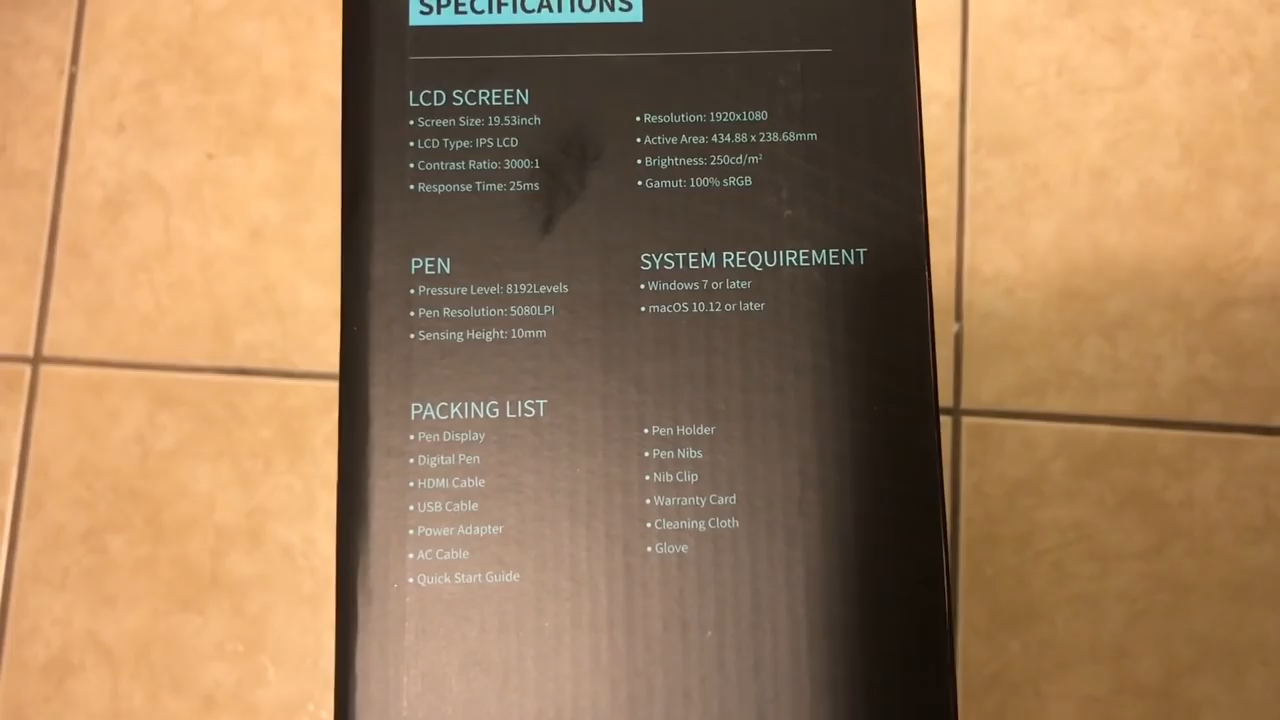 SPECIFICATIONS
LCD SCREEN
• Screen Size: 19.53inch
• LCD Type: IPS LCD
• Contrast Ratio: 3000:1
• Response Time: 25ms
• Resolution: 1920x1080
• Active Area: 434.88 x 238.68mm
• Brightness: 250cd/m²
• Gamut: 100% sRGB
PEN
• Pressure Level: 8192Levels
• Pen Resolution: 5080LPI
• Sensing Height: 10mm
SYSTEM REQUIREMENT
• Windows 7 or later
• macOS 10.12 or later
PACKING LIST
• Pen Display
• Digital Pen
• HDMI Cable
• USB Cable
• Power Adapter
• AC Cable
• Quick Start Guide
• Pen Holder
• Pen Nibs
• Nib Clip
• Warranty Card
• Cleaning Cloth
• Glove